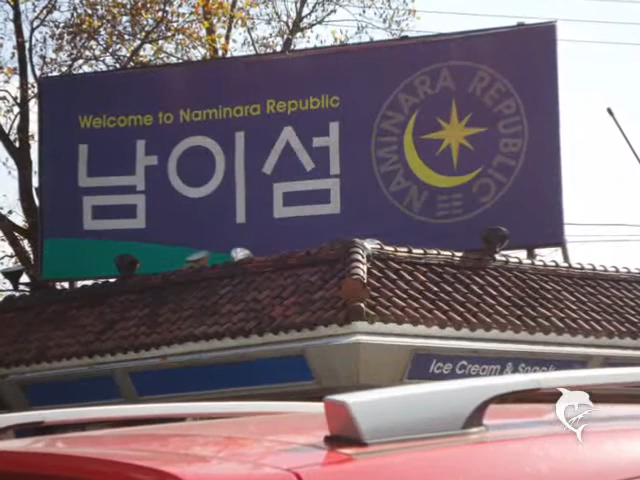 Welcome to Naminara Republic
남이섬
NAMINARA REPUBLIC
Ice Cream & Snack